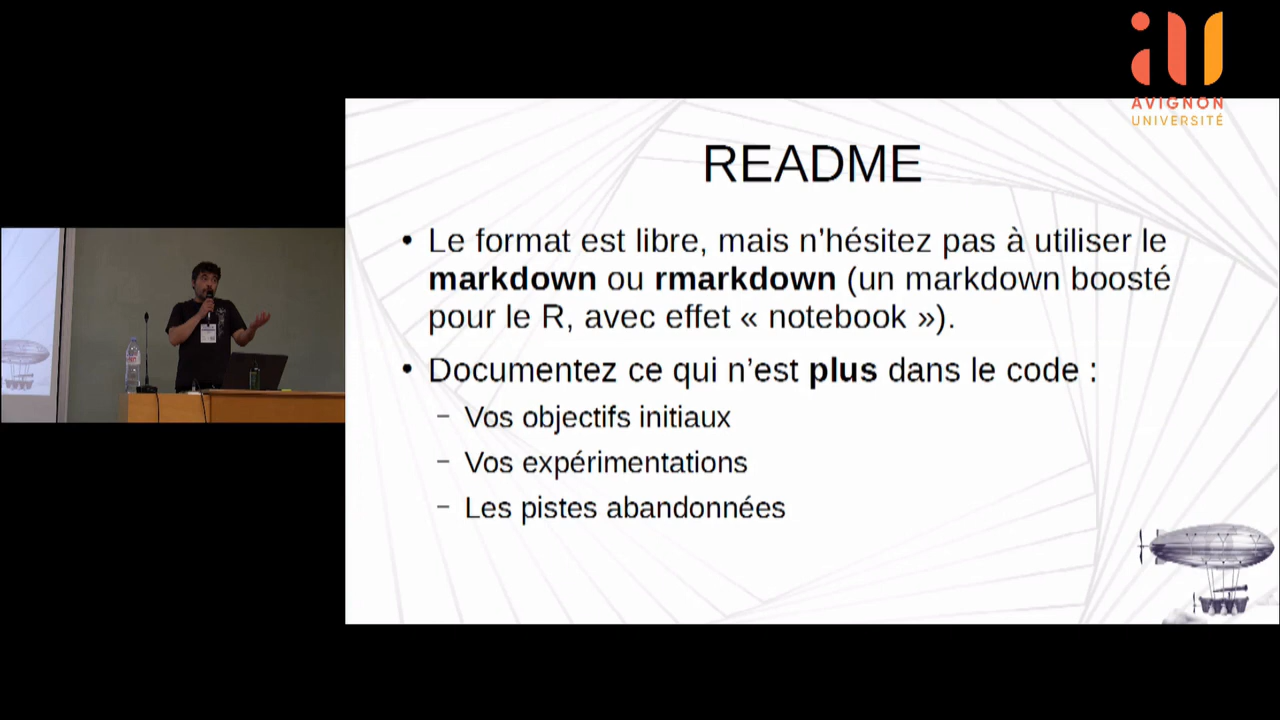 AVIGNON
UNIVERSITÉ
README
• Le format est libre, mais n’hésitez pas à utiliser le
markdown ou rmarkdown (un markdown boosté
pour le R, avec effet « notebook »).
• Documentez ce qui n’est plus dans le code :
– Vos objectifs initiaux
– Vos expérimentations
– Les pistes abandonnées